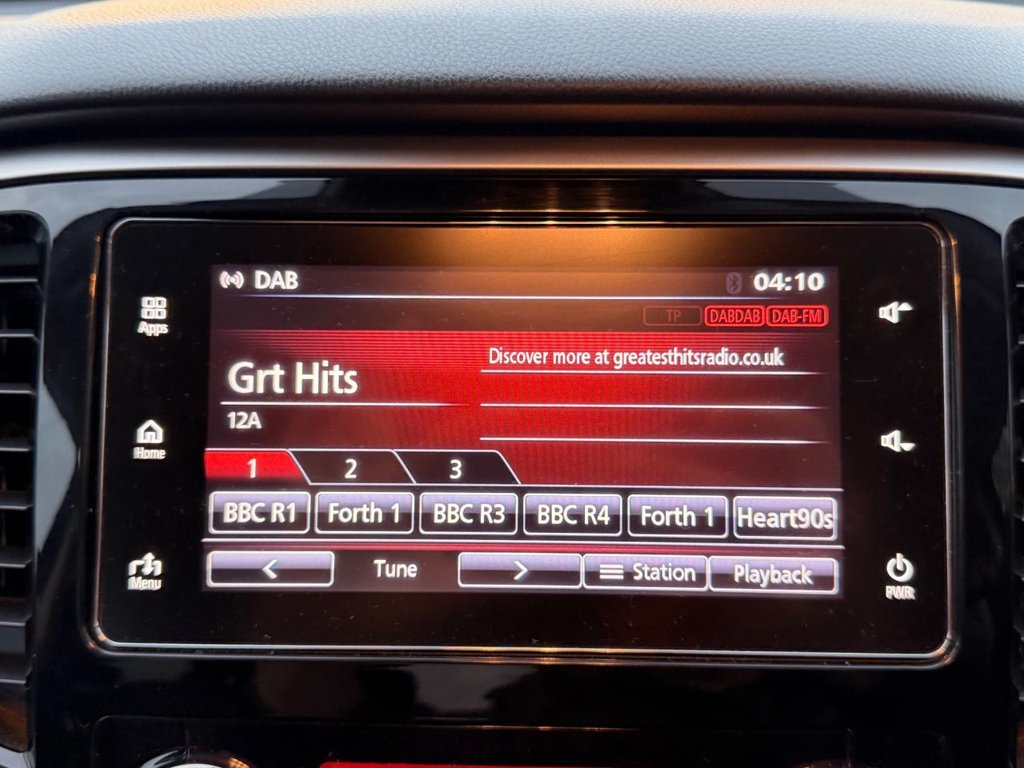 DAB 04:10
TP DABDAB DAB-FM
Apps
Discover more at greatesthitsradio.co.uk
Grt Hits
12A
Home
1 2 3
BBC R1 Forth 1 BBC R3 BBC R4 Forth 1 Heart90s
< Tune > Station Playback
Menu
PWR